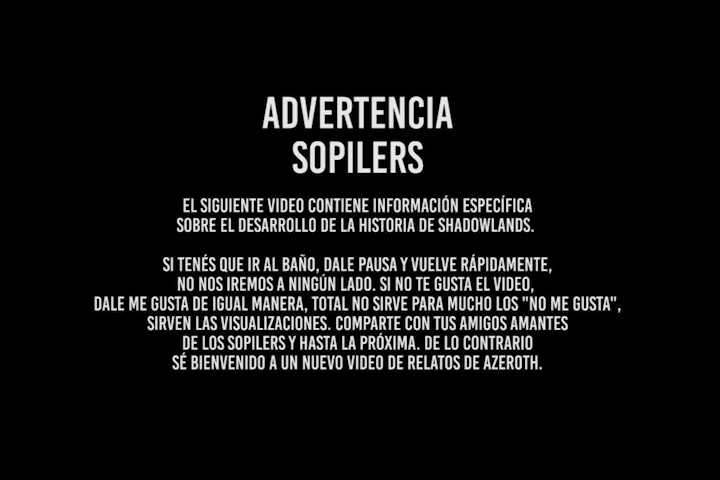 ADVERTENCIA
SOPILERS
EL SIGUIENTE VIDEO CONTIENE INFORMACIÓN ESPECÍFICA
SOBRE EL DESARROLLO DE LA HISTORIA DE SHADOWLANDS.
SI TENÉS QUE IR AL BAÑO, DALE PAUSA Y VUELVE RÁPIDAMENTE,
NO NOS IREMOS A NINGÚN LADO. SI NO TE GUSTA EL VIDEO,
DALE ME GUSTA DE IGUAL MANERA, TOTAL NO SIRVE PARA MUCHO LOS "NO ME GUSTA",
SIRVEN LAS VISUALIZACIONES. COMPARTE CON TUS AMIGOS AMANTES
DE LOS SOPILERS Y HASTA LA PRÓXIMA. DE LO CONTRARIO
SÉ BIENVENIDO A UN NUEVO VIDEO DE RELATOS DE AZEROTH.